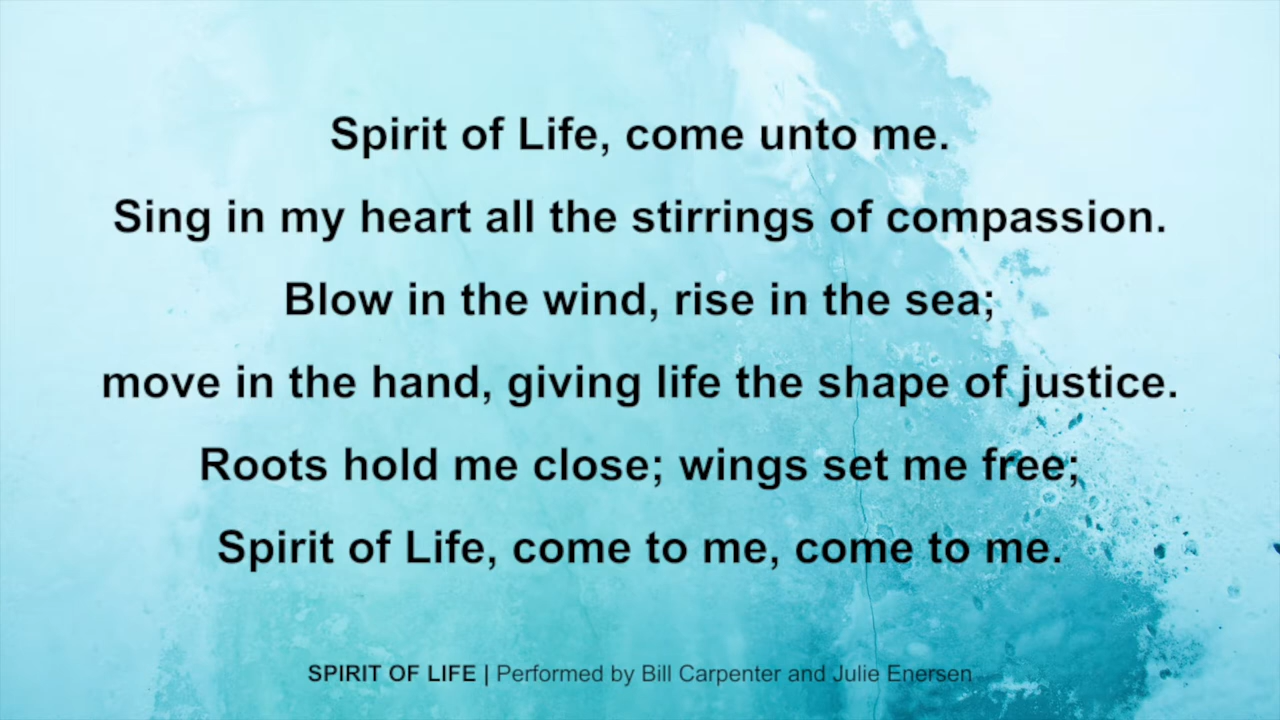 Spirit of Life, come unto me.
Sing in my heart all the stirrings of compassion.
Blow in the wind, rise in the sea;
move in the hand, giving life the shape of justice.
Roots hold me close; wings set me free;
Spirit of Life, come to me, come to me.
SPIRIT OF LIFE | Performed by Bill Carpenter and Julie Enersen